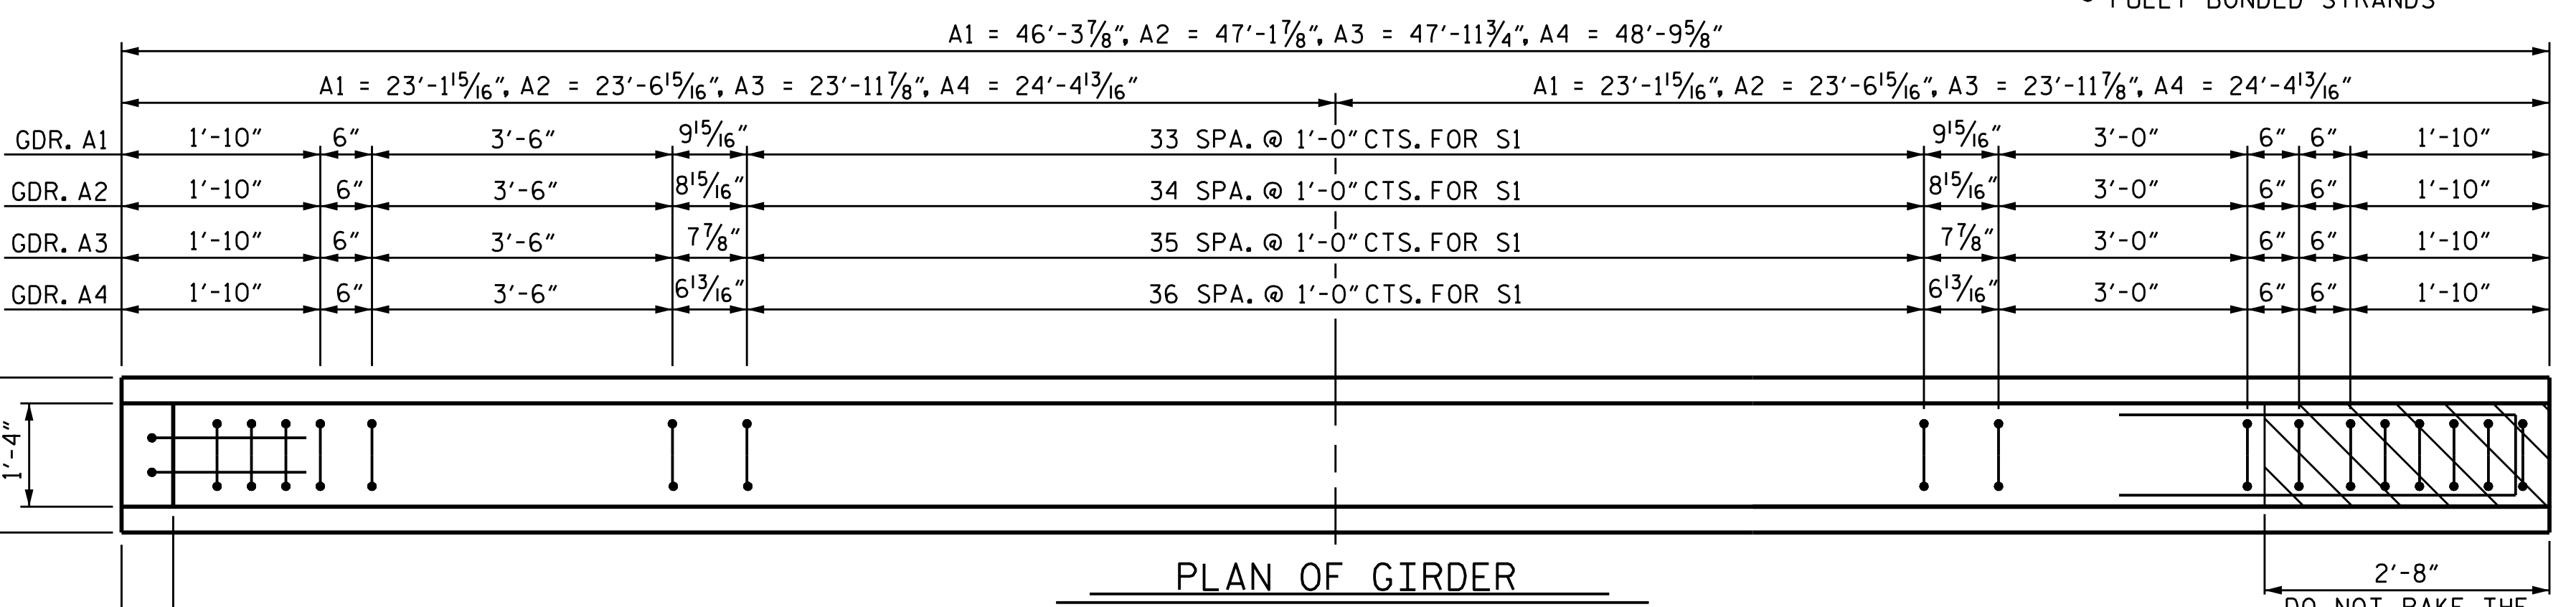 • FULLY BONDED STRANDS
A1 = 46'-3⅞", A2 = 47'-1⅞", A3 = 47'-11¾", A4 = 48'-9⅝"
A1 = 23'-1 15/16", A2 = 23'-6 15/16", A3 = 23'-11⅞", A4 = 24'-4 13/16" A1 = 23'-1 15/16", A2 = 23'-6 15/16", A3 = 23'-11⅞", A4 = 24'-4 13/16"
GDR. A1 1'-10" 6" 3'-6" 9 15/16" 33 SPA. @ 1'-0" CTS. FOR S1 9 15/16" 3'-0" 6" 6" 1'-10"
GDR. A2 1'-10" 6" 3'-6" 8 15/16" 34 SPA. @ 1'-0" CTS. FOR S1 8 15/16" 3'-0" 6" 6" 1'-10"
GDR. A3 1'-10" 6" 3'-6" 7⅞" 35 SPA. @ 1'-0" CTS. FOR S1 7⅞" 3'-0" 6" 6" 1'-10"
GDR. A4 1'-10" 6" 3'-6" 6 13/16" 36 SPA. @ 1'-0" CTS. FOR S1 6 13/16" 3'-0" 6" 6" 1'-10"
1'-4"
PLAN OF GIRDER
2'-8"
DO NOT RAKE THE